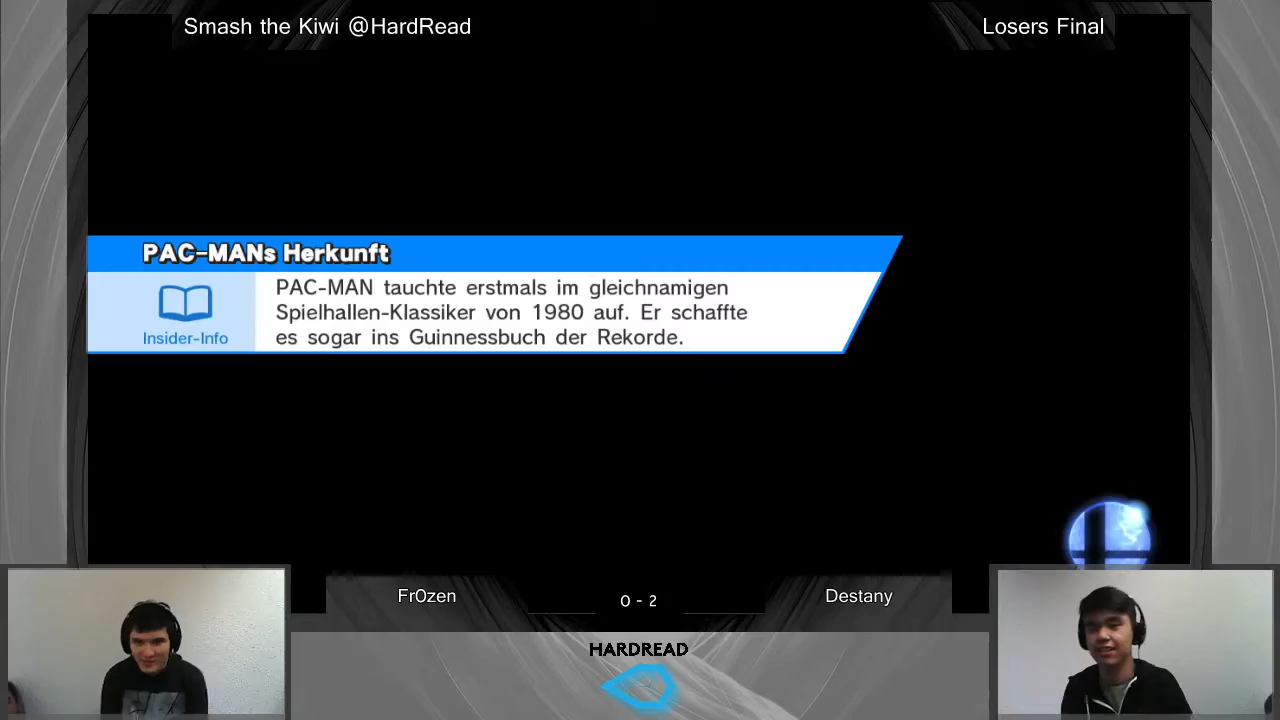 Smash the Kiwi @HardRead
Losers Final
PAC-MANs Herkunft
Insider-Info
PAC-MAN tauchte erstmals im gleichnamigen
Spielhallen-Klassiker von 1980 auf. Er schaffte
es sogar ins Guinnessbuch der Rekorde.
Fr0zen
0 - 2
Destany
HARDREAD